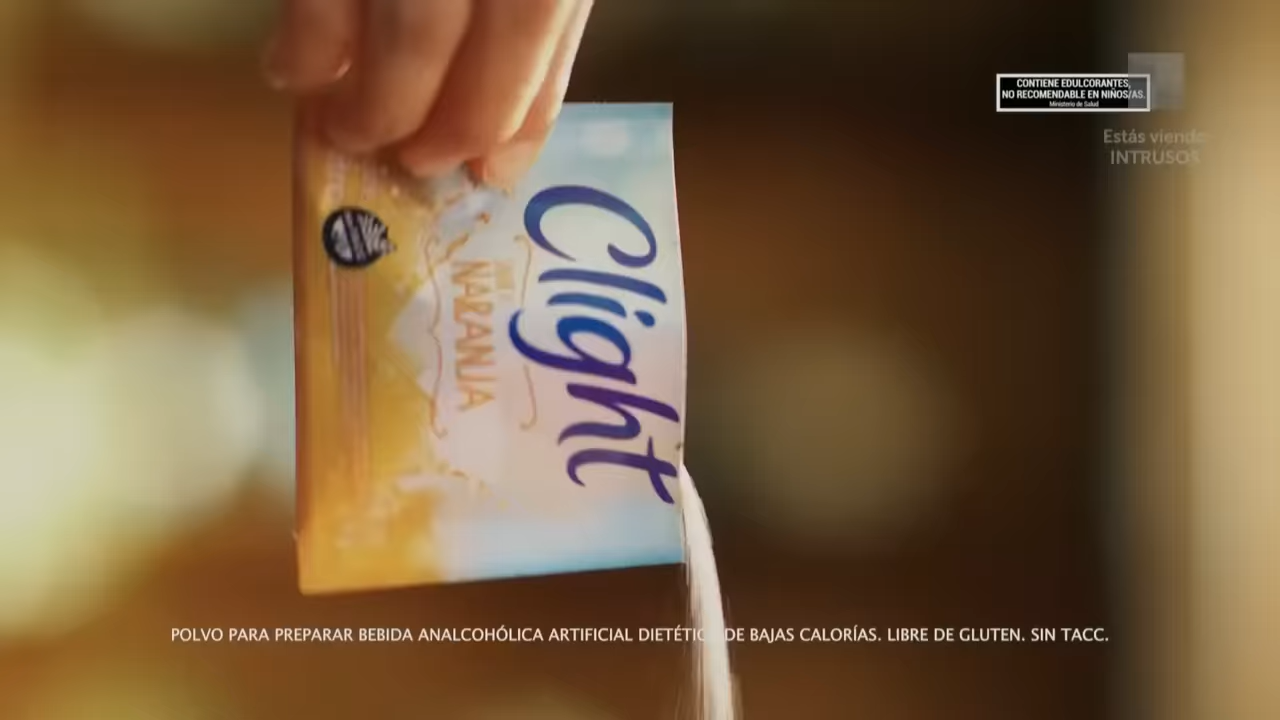 CONTIENE EDULCORANTES,
NO RECOMENDABLE EN NIÑOS/AS.
Ministerio de Salud
Estás viendo
INTRUSOS
Clight
NARANJA
POLVO PARA PREPARAR BEBIDA ANALCOHÓLICA ARTIFICIAL DIETÉTICA DE BAJAS CALORÍAS. LIBRE DE GLUTEN. SIN TACC.